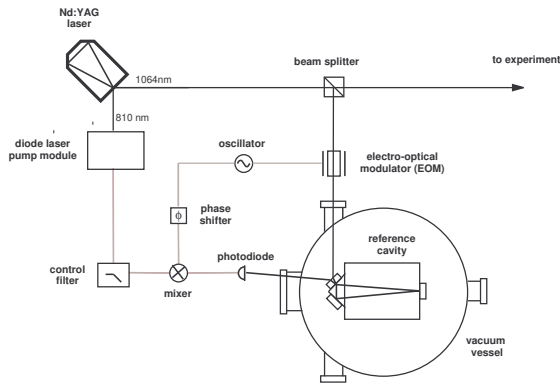 Nd:YAG
laser
1064nm
beam splitter
to experiment
810 nm
diode laser
pump module
oscillator
electro-optical
modulator (EOM)
ϕ
phase
shifter
photodiode
reference
cavity
control
filter
mixer
vacuum
vessel